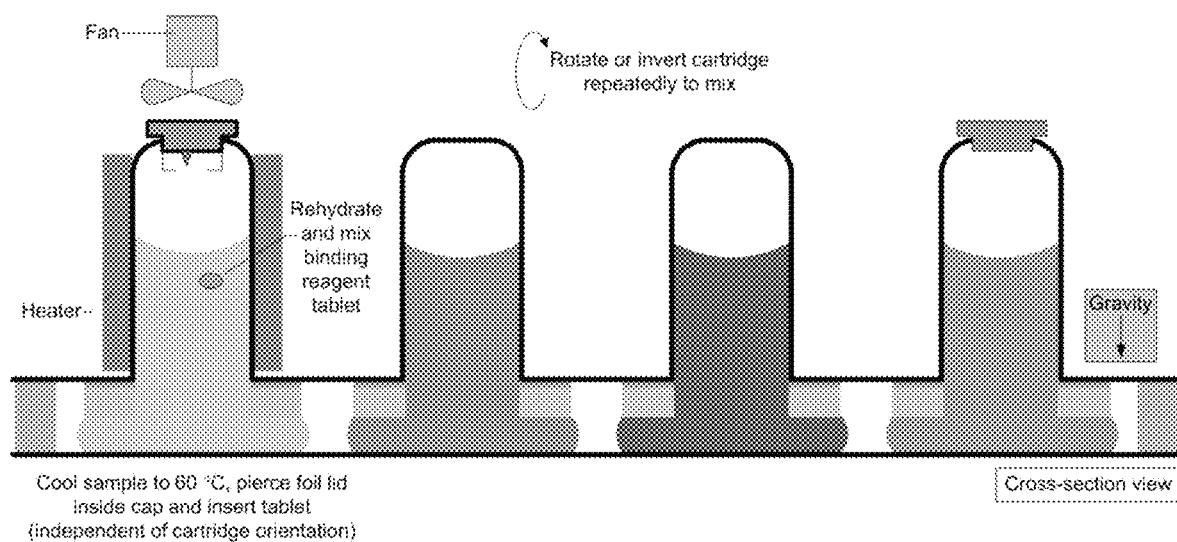 Fan
Rotate or invert cartridge
repeatedly to mix
Rehydrate
and mix
binding
reagent
tablet
Heater
Gravity
Cool sample to 60 °C, pierce foil lid
inside cap and insert tablet
(independent of cartridge orientation)
Cross-section view